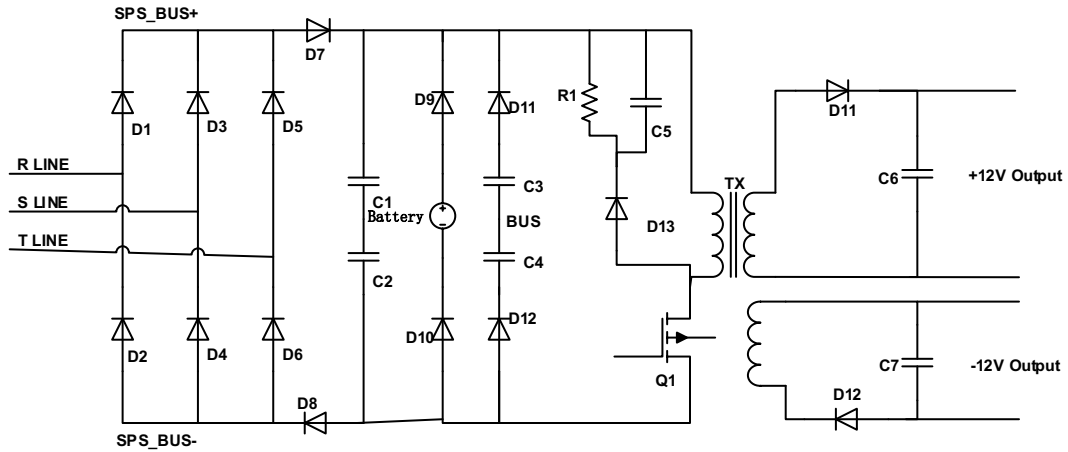 SPS_BUS+
D7
D1
D3
D5
D9
D11
R1
C5
D11
R LINE
S LINE
T LINE
C1
Battery
C3
BUS
C4
C2
D13
TX
C6
+12V Output
D2
D4
D6
D10
D12
Q1
C7
-12V Output
D8
D12
SPS_BUS-